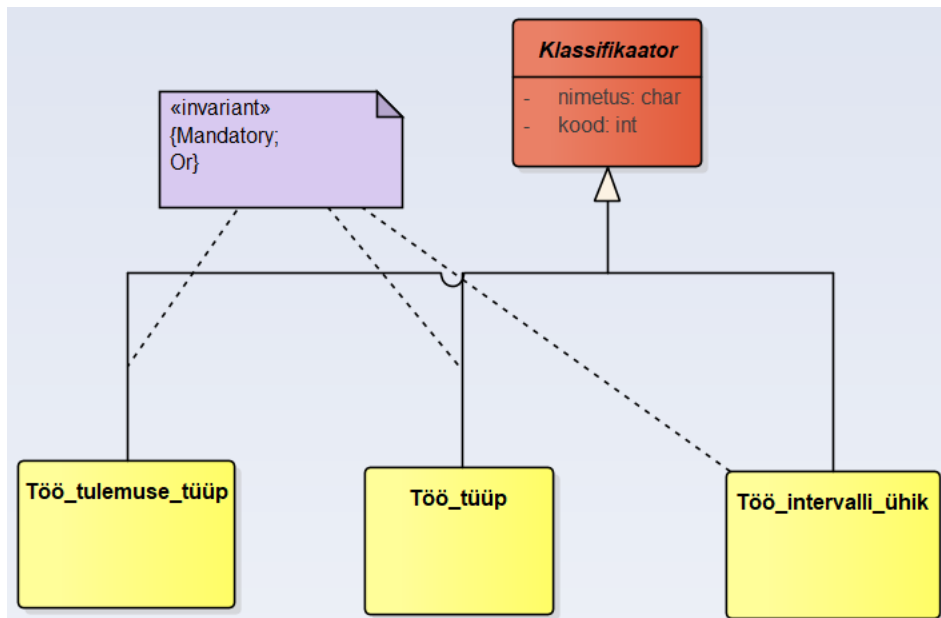 Klassifikaator
- nimetus: char
- kood: int
«invariant»
{Mandatory;
Or}
Töö_tulemuse_tüüp
Töö_tüüp
Töö_intervalli_ühik